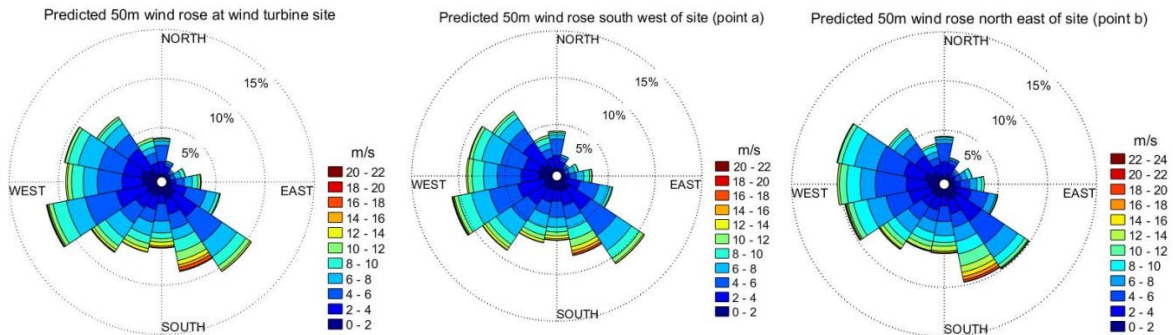 Predicted 50m wind rose at wind turbine site
NORTH
15%
10%
5%
WEST
EAST
SOUTH
m/s
20 - 22
18 - 20
16 - 18
14 - 16
12 - 14
10 - 12
8 - 10
6 - 8
4 - 6
2 - 4
0 - 2
Predicted 50m wind rose south west of site (point a)
NORTH
15%
10%
5%
WEST
EAST
SOUTH
m/s
20 - 22
18 - 20
16 - 18
14 - 16
12 - 14
10 - 12
8 - 10
6 - 8
4 - 6
2 - 4
0 - 2
Predicted 50m wind rose north east of site (point b)
NORTH
15%
10%
5%
WEST
EAST
SOUTH
m/s
22 - 24
20 - 22
18 - 20
16 - 18
14 - 16
12 - 14
10 - 12
8 - 10
6 - 8
4 - 6
2 - 4
0 - 2